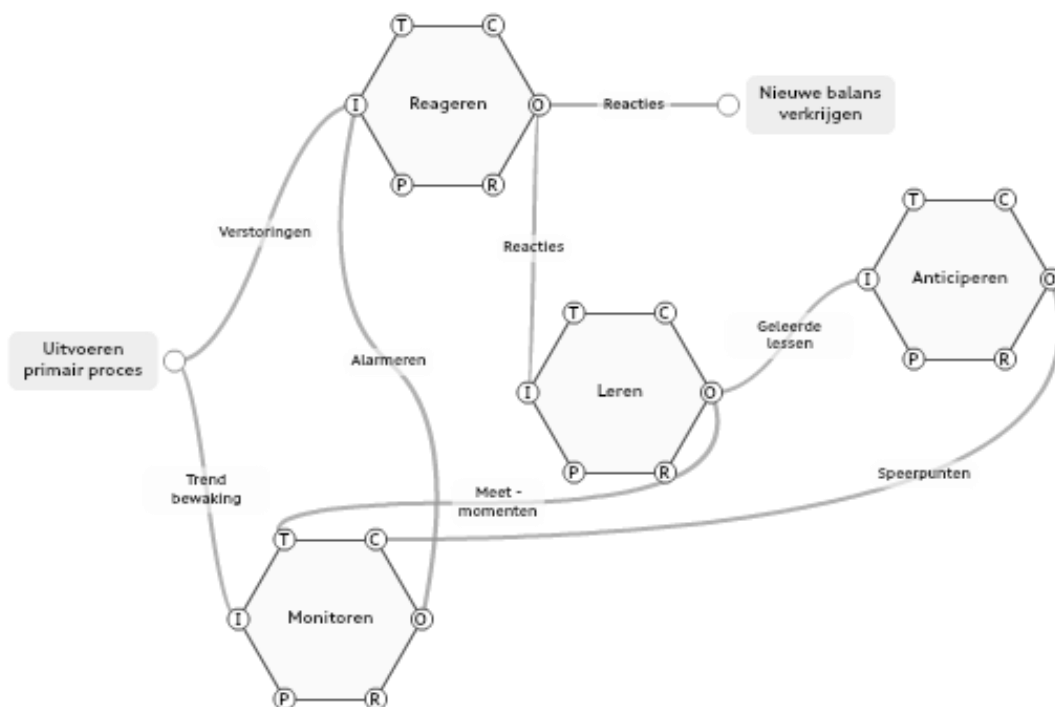 T C
I Reageren O
P R
Reacties
Nieuwe balans
verkrijgen
Verstoringen
Reacties
T C
I Anticiperen O
P R
Uitvoeren
primair proces
Alarmeren
Geleerde
lessen
T C
I Leren O
P R
Trend
bewaking
Meet -
momenten
Speerpunten
T C
I Monitoren O
P R